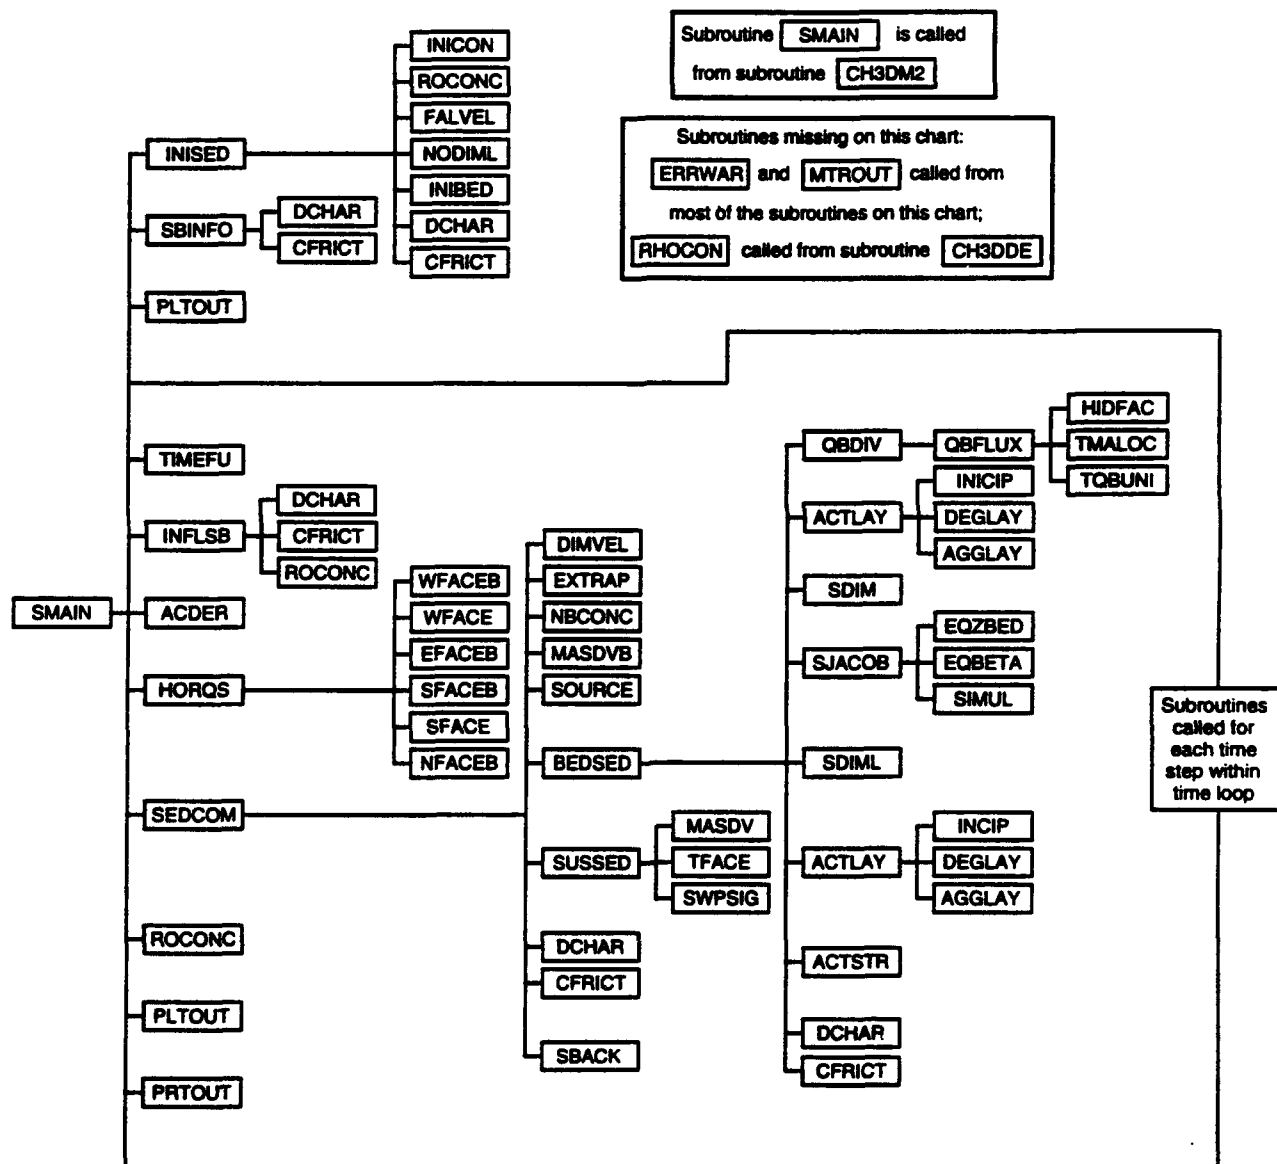 Subroutine SMAIN is called
from subroutine CH3DM2
Subroutines missing on this chart:
ERRWAR and MTROUT called from
most of the subroutines on this chart;
RHOCON called from subroutine CH3DDE
SMAIN
INISED
INICON
ROCONC
FALVEL
NODIML
INIBED
DCHAR
CFRICT
SBINFO
DCHAR
CFRICT
PLTOUT
TIMEFU
INFLSB
DCHAR
CFRICT
ROCONC
ACDER
HORQS
WFACEB
WFACE
EFACEB
SFACEB
SFACE
NFACEB
SEDCOM
DIMVEL
EXTRAP
NBCONC
MASDVB
SOURCE
BEDSED
QBDIV
QBFLUX
HIDFAC
TMALOC
TQBUNI
ACTLAY
INICIP
DEGLAY
AGGLAY
SDIM
SJACOB
EQZBED
EQBETA
SIMUL
SDIML
ACTLAY
INCIP
DEGLAY
AGGLAY
ACTSTR
DCHAR
CFRICT
SUSSED
MASDV
TFACE
SWPSIG
DCHAR
CFRICT
SBACK
ROCONC
PLTOUT
PRTOUT
Subroutines
called for
each time
step within
time loop